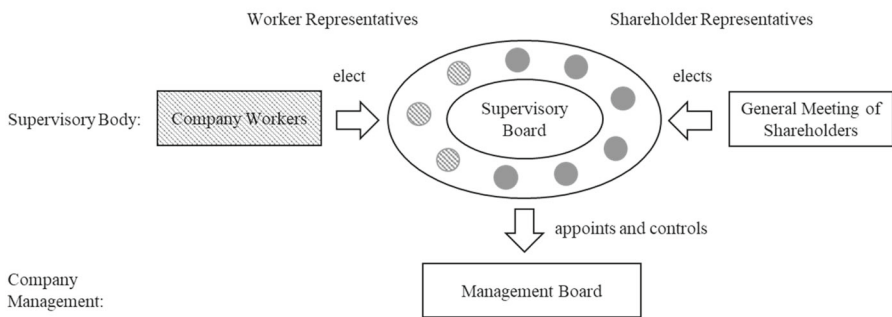 Worker Representatives
Shareholder Representatives
elect
elects
Supervisory Body:
Company Workers
Supervisory
Board
General Meeting of
Shareholders
appoints and controls
Company
Management:
Management Board